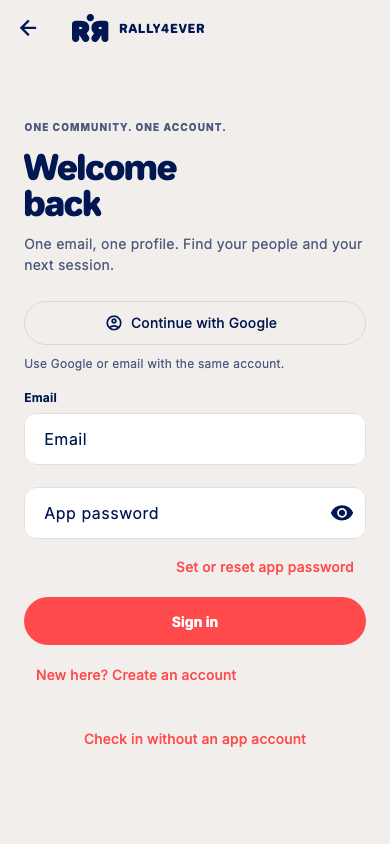 RALLY4EVER
ONE COMMUNITY. ONE ACCOUNT.
Welcome
back
One email, one profile. Find your people and your
next session.
Continue with Google
Use Google or email with the same account.
Email
Email
App password
Set or reset app password
Sign in
New here? Create an account
Check in without an app account